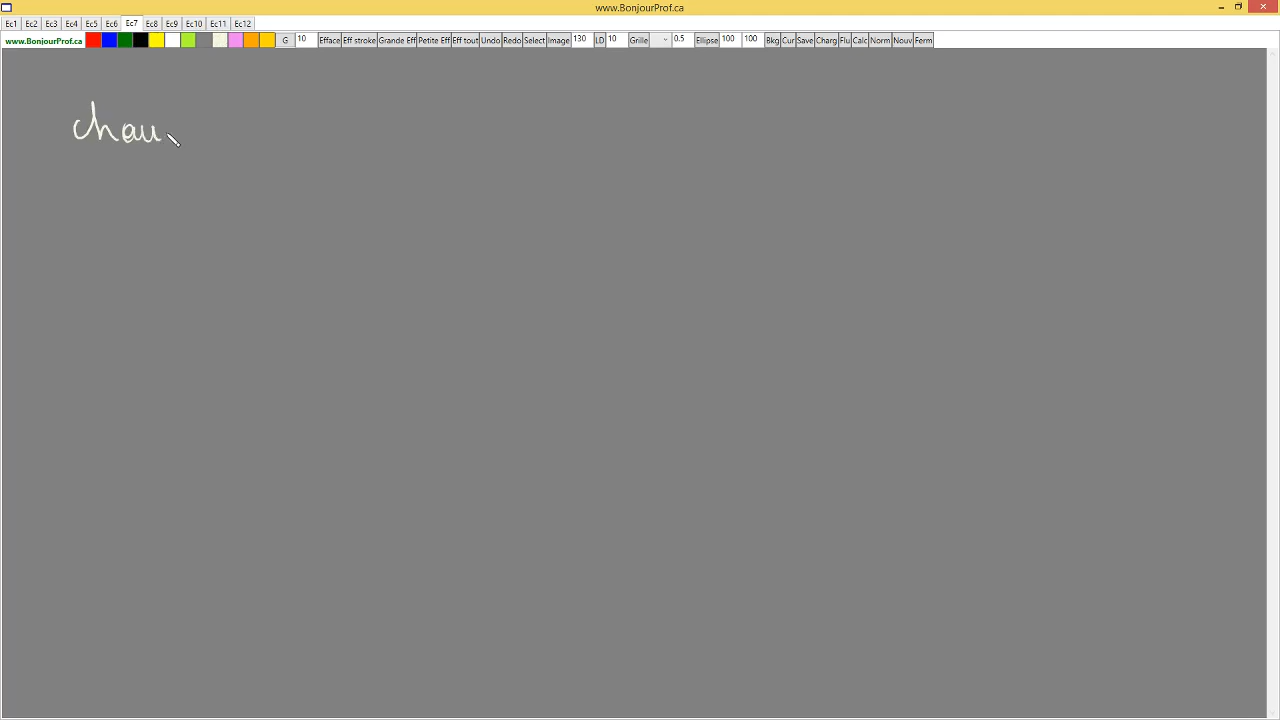 www.BonjourProf.ca
Ec1 Ec2 Ec3 Ec4 Ec5 Ec6 Ec7 Ec8 Ec9 Ec10 Ec11 Ec12
www.BonjourProf.ca G 10 Efface Eff stroke Grande Eff Petite Eff Eff tout Undo Redo Select Image 130 LD 10 Grille 0.5 Ellipse 100 100 Bkg Cur Save Charg Flu Calc Norm Nouv Ferm
chau